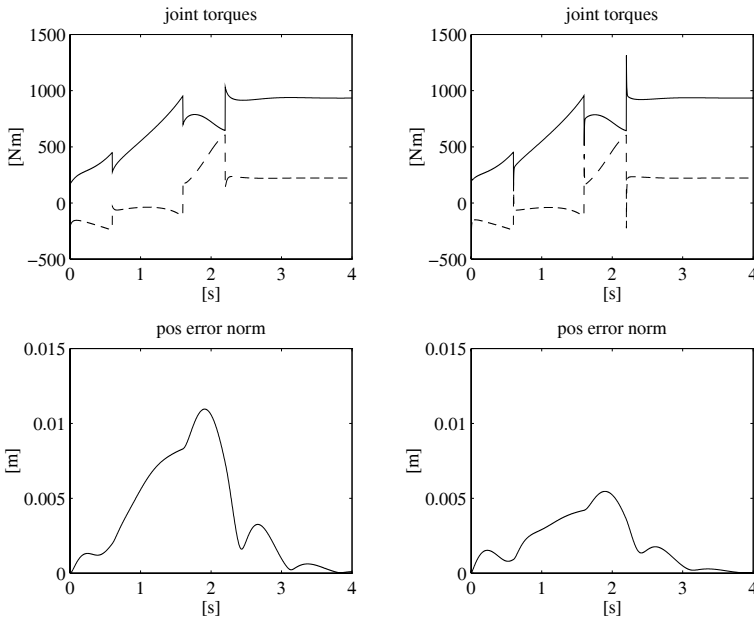 joint torques
1500
1000
500
0
−500
[Nm]
0 1 2 3 4
[s]
joint torques
1500
1000
500
0
−500
[Nm]
0 1 2 3 4
[s]
pos error norm
0.015
0.01
0.005
0
[m]
0 1 2 3 4
[s]
pos error norm
0.015
0.01
0.005
0
[m]
0 1 2 3 4
[s]